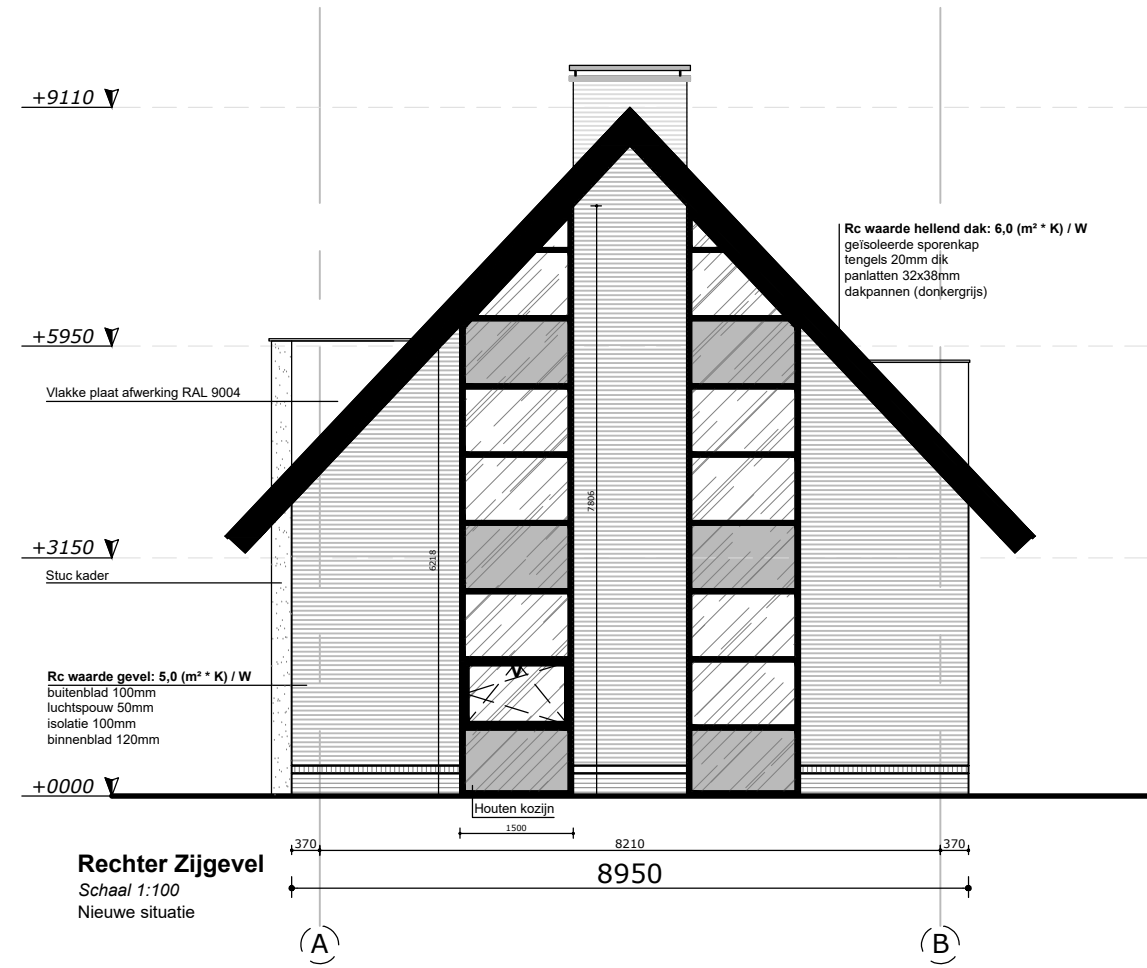 +9110
Rc waarde hellend dak: 6,0 (m² * K) / W
geïsoleerde sporenkap
tengels 20mm dik
panlatten 32x38mm
dakpannen (donkergrijs)
+5950
Vlakke plaat afwerking RAL 9004
7806
+3150
6218
Stuc kader
Rc waarde gevel: 5,0 (m² * K) / W
buitenblad 100mm
luchtspouw 50mm
isolatie 100mm
binnenblad 120mm
V
+0000
Houten kozijn
1500
370
8210
370
8950
Rechter Zijgevel
Schaal 1:100
Nieuwe situatie
A
B